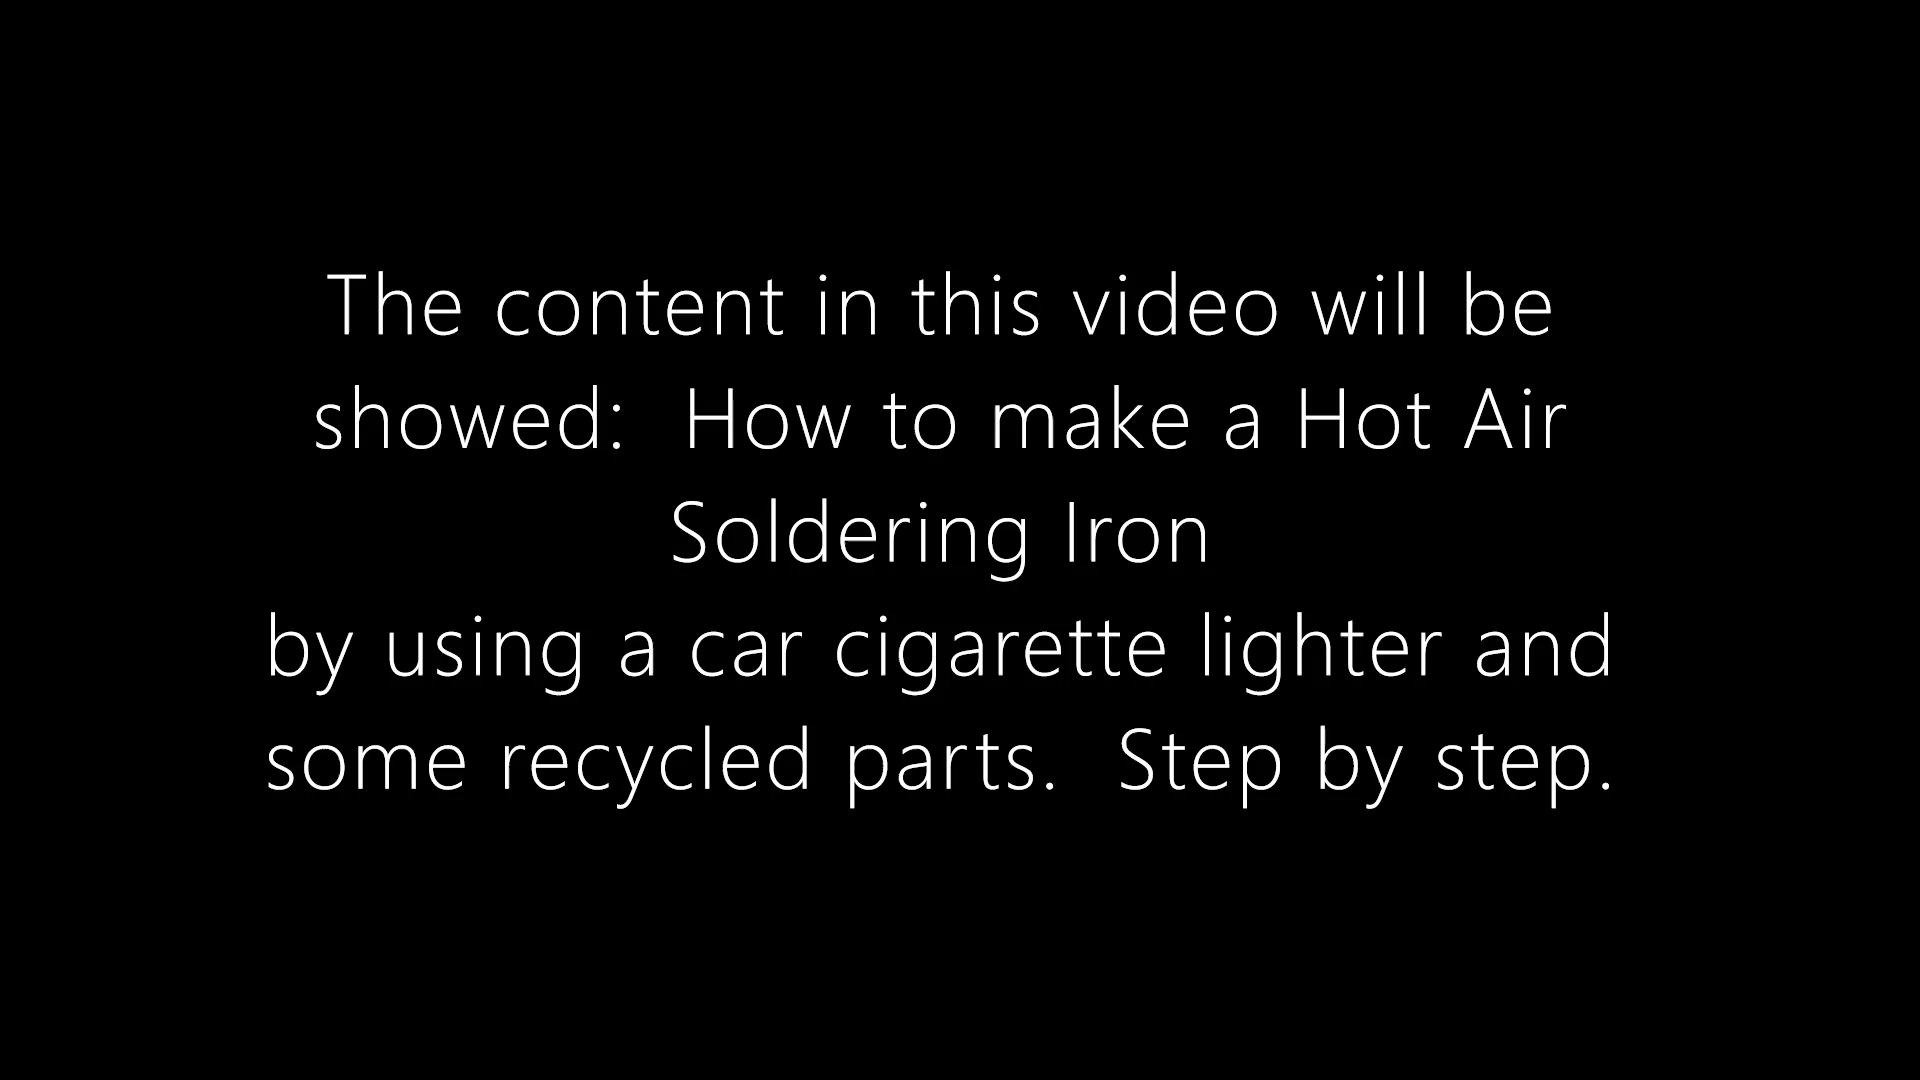 The content in this video will be
showed:  How to make a Hot Air
Soldering Iron
by using a car cigarette lighter and
some recycled parts.  Step by step.